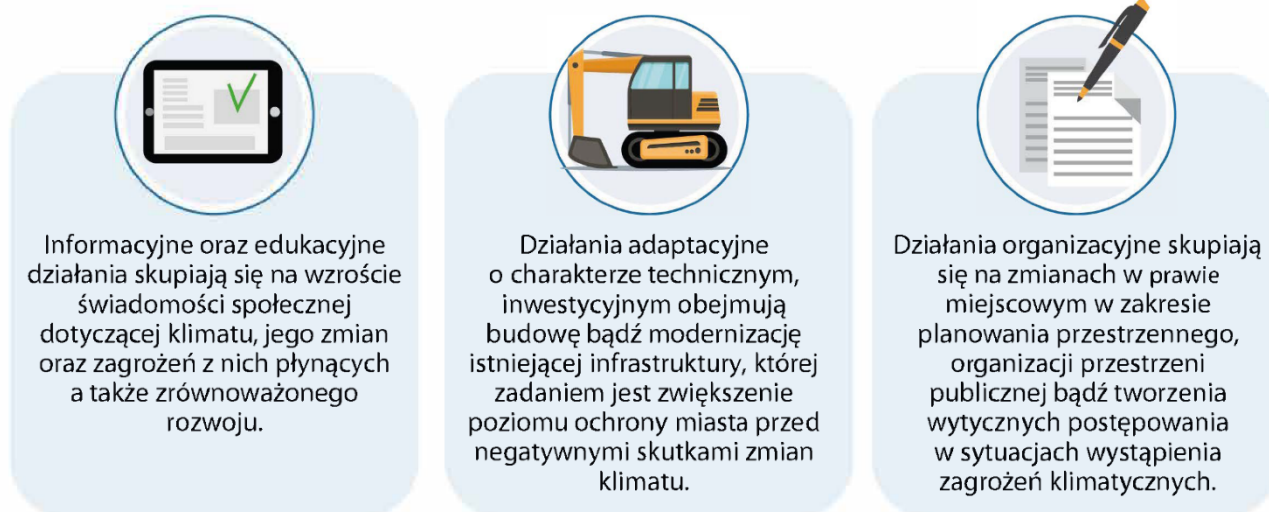 Informacyjne oraz edukacyjne
działania skupiają się na wzroście
świadomości społecznej
dotyczącej klimatu, jego zmian
oraz zagrożeń z nich płynących
a także zrównoważonego
rozwoju.
Działania adaptacyjne
o charakterze technicznym,
inwestycyjnym obejmują
budowę bądź modernizację
istniejącej infrastruktury, której
zadaniem jest zwiększenie
poziomu ochrony miasta przed
negatywnymi skutkami zmian
klimatu.
Działania organizacyjne skupiają
się na zmianach w prawie
miejscowym w zakresie
planowania przestrzennego,
organizacji przestrzeni
publicznej bądź tworzenia
wytycznych postępowania
w sytuacjach wystąpienia
zagrożeń klimatycznych.